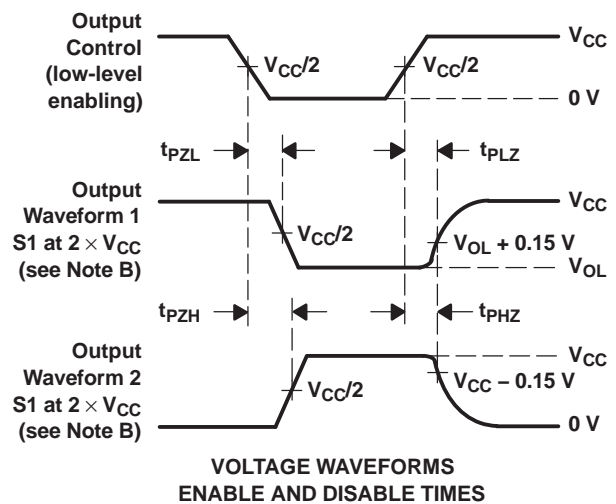 Output
Control
(low-level
enabling)
VCC/2
VCC/2
VCC
0 V
tPZL
tPLZ
Output
Waveform 1
S1 at 2 × VCC
(see Note B)
VCC/2
VCC
VOL + 0.15 V
VOL
tPZH
tPHZ
Output
Waveform 2
S1 at 2 × VCC
(see Note B)
VCC/2
VCC
VCC – 0.15 V
0 V
VOLTAGE WAVEFORMS
ENABLE AND DISABLE TIMES